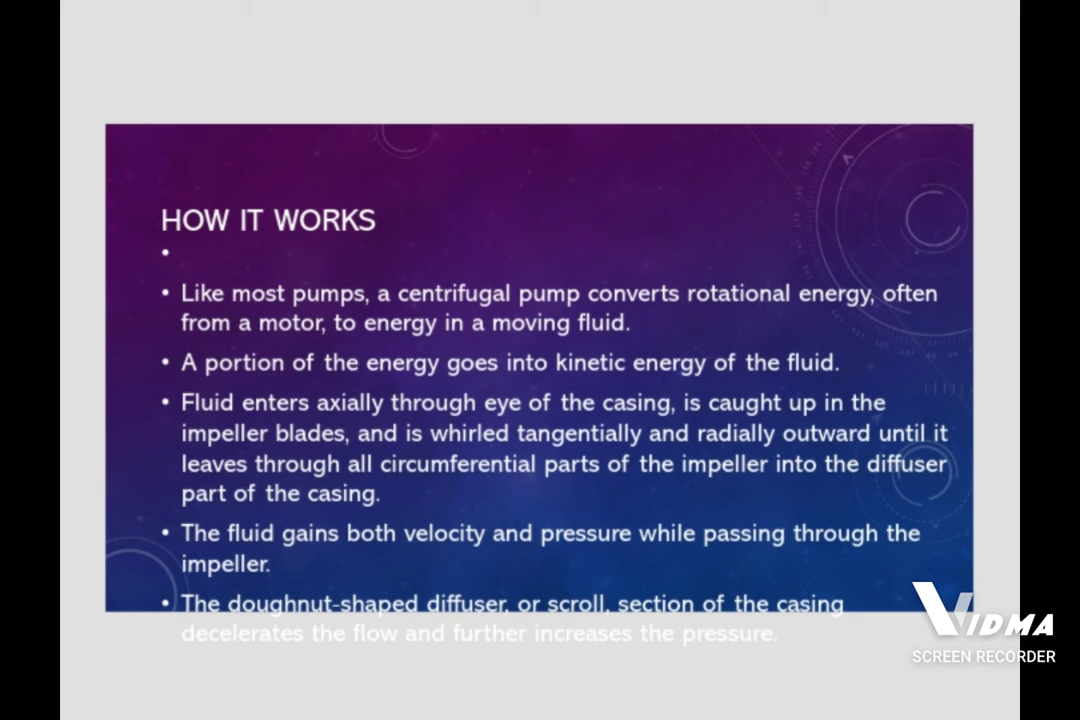 HOW IT WORKS
•
• Like most pumps, a centrifugal pump converts rotational energy, often
from a motor, to energy in a moving fluid.
• A portion of the energy goes into kinetic energy of the fluid.
• Fluid enters axially through eye of the casing, is caught up in the
impeller blades, and is whirled tangentially and radially outward until it
leaves through all circumferential parts of the impeller into the diffuser
part of the casing.
• The fluid gains both velocity and pressure while passing through the
impeller.
• The doughnut-shaped diffuser, or scroll, section of the casing
decelerates the flow and further increases the pressure.
VIDMA
SCREEN RECORDER